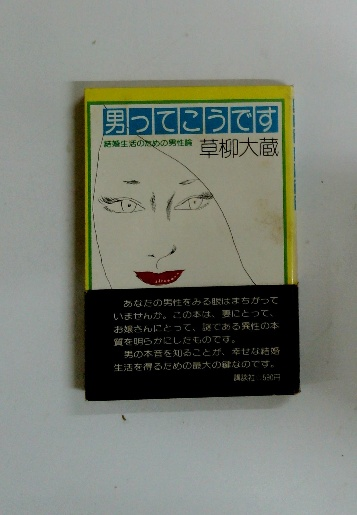 男ってこうです
結婚生活のための男性論
草柳大蔵
あなたの男性をみる眼はまちがって
いませんか。この本は、妻にとって、
お嬢さんにとって、謎である異性の本
質を明らかにしたものです。
男の本音を知ることが、幸せな結婚
生活を得るための最大の鍵なのです。
講談社 590円